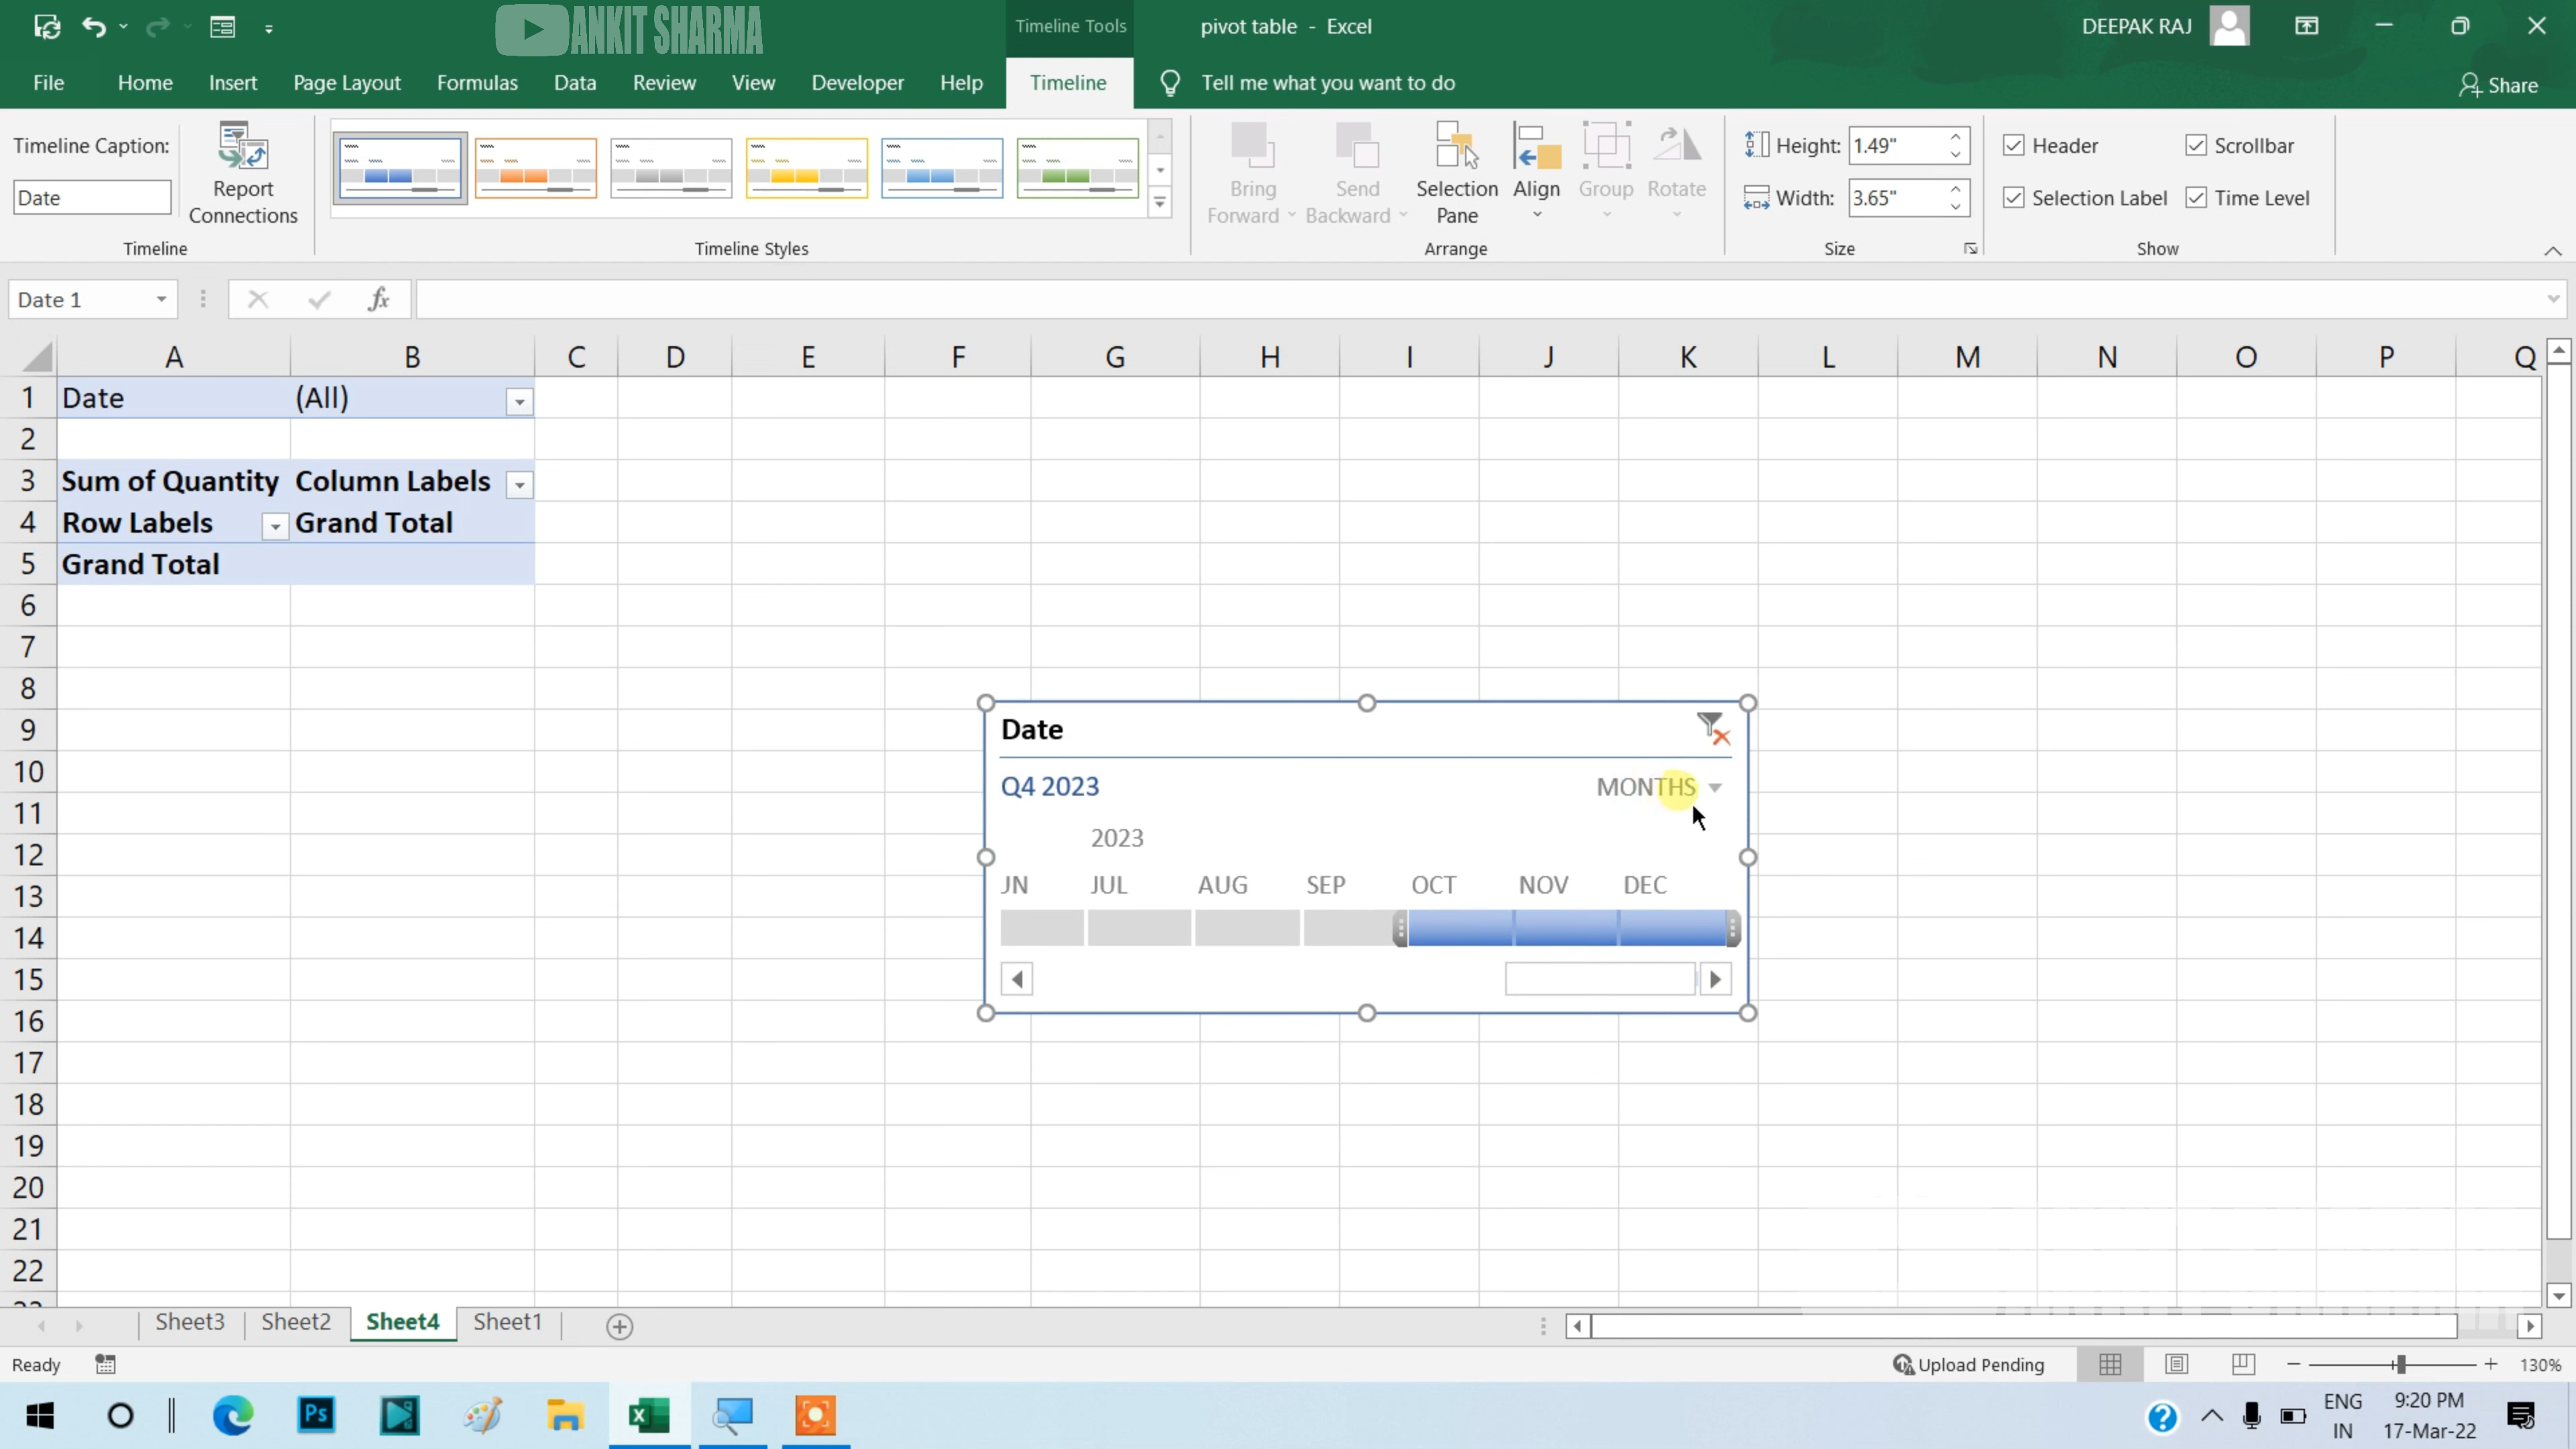 ANKIT SHARMA
Timeline Tools
pivot table - Excel
DEEPAK RAJ
File Home Insert Page Layout Formulas Data Review View Developer Help Timeline Tell me what you want to do Share
Timeline Caption:
Date
Report Connections
Timeline
Timeline Styles
Bring Forward
Send Backward
Selection Pane
Align
Group
Rotate
Arrange
Height: 1.49"
Width: 3.65"
Size
Header
Scrollbar
Selection Label
Time Level
Show
Date 1
fx
A B C D E F G H I J K L M N O P Q
1 Date (All)
2
3 Sum of Quantity Column Labels
4 Row Labels Grand Total
5 Grand Total
6
7
8
9
10
11
12
13
14
15
16
17
18
19
20
21
22
Date
Q4 2023 MONTHS
2023
JN JUL AUG SEP OCT NOV DEC
Sheet3 Sheet2 Sheet4 Sheet1
Ready
Upload Pending
130%
Ps
ENG
IN
9:20 PM
17-Mar-22